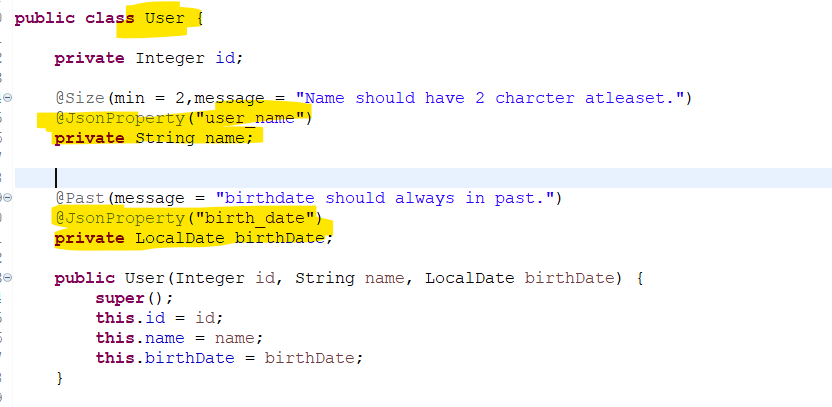 public class User {
private Integer id;
@Size(min = 2,message = "Name should have 2 charcter atleaset.")
@JsonProperty("user_name")
private String name;
@Past(message = "birthdate should always in past.")
@JsonProperty("birth_date")
private LocalDate birthDate;
public User(Integer id, String name, LocalDate birthDate) {
super();
this.id = id;
this.name = name;
this.birthDate = birthDate;
}